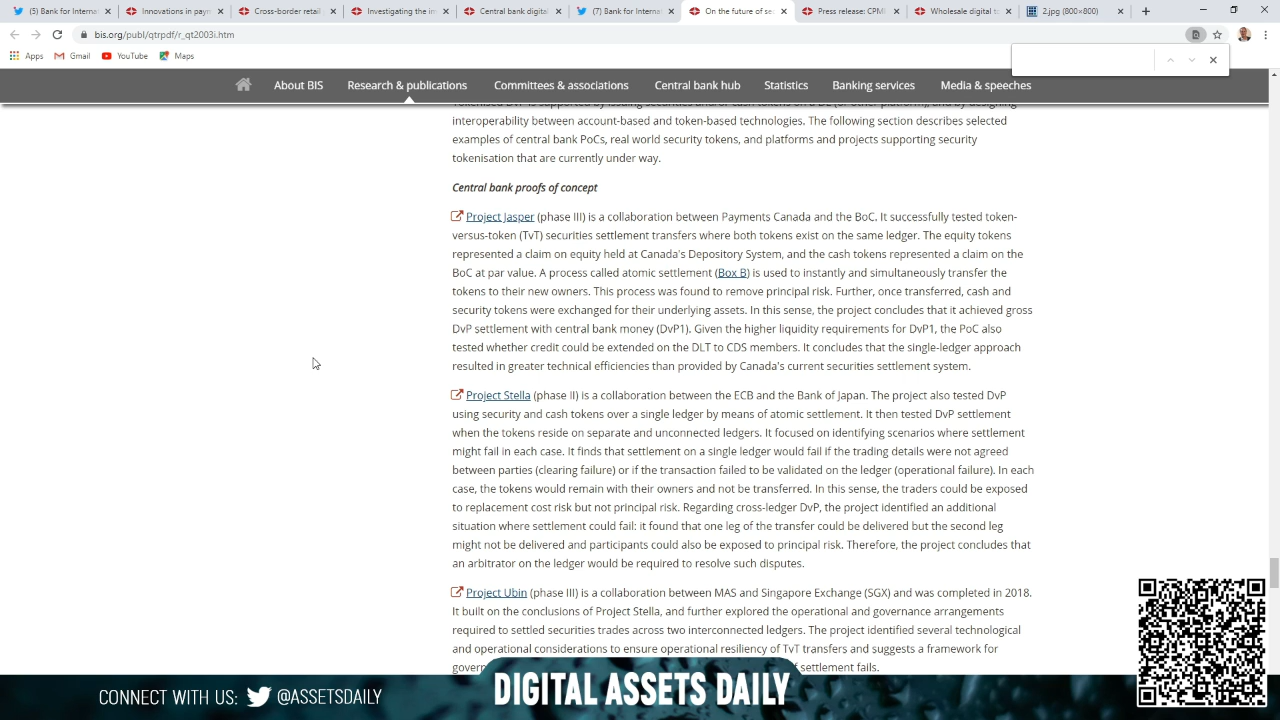 (5) Bank for Interna
Innovations in paym
Cross-border retail
Investigating the im
Central bank digital
(7) Bank for Interna
On the future of sec
Press release: CPMI
Wholesale digital to
2.jpg (800×800)
bis.org/publ/qtrpdf/r_qt2003i.htm
Apps Gmail YouTube Maps
About BIS Research & publications Committees & associations Central bank hub Statistics Banking services Media & speeches
Tokenised DvP is supported by issuing securities and/or cash tokens on a DL (or other platform), and by designing
interoperability between account-based and token-based technologies. The following section describes selected
examples of central bank PoCs, real world security tokens, and platforms and projects supporting security
tokenisation that are currently under way.
Central bank proofs of concept
Project Jasper (phase III) is a collaboration between Payments Canada and the BoC. It successfully tested token-
versus-token (TvT) securities settlement transfers where both tokens exist on the same ledger. The equity tokens
represented a claim on equity held at Canada's Depository System, and the cash tokens represented a claim on the
BoC at par value. A process called atomic settlement (Box B) is used to instantly and simultaneously transfer the
tokens to their new owners. This process was found to remove principal risk. Further, once transferred, cash and
security tokens were exchanged for their underlying assets. In this sense, the project concludes that it achieved gross
DvP settlement with central bank money (DvP1). Given the higher liquidity requirements for DvP1, the PoC also
tested whether credit could be extended on the DLT to CDS members. It concludes that the single-ledger approach
resulted in greater technical efficiencies than provided by Canada's current securities settlement system.
Project Stella (phase II) is a collaboration between the ECB and the Bank of Japan. The project also tested DvP
using security and cash tokens over a single ledger by means of atomic settlement. It then tested DvP settlement
when the tokens reside on separate and unconnected ledgers. It focused on identifying scenarios where settlement
might fail in each case. It finds that settlement on a single ledger would fail if the trading details were not agreed
between parties (clearing failure) or if the transaction failed to be validated on the ledger (operational failure). In each
case, the tokens would remain with their owners and not be transferred. In this sense, the traders could be exposed
to replacement cost risk but not principal risk. Regarding cross-ledger DvP, the project identified an additional
situation where settlement could fail: it found that one leg of the transfer could be delivered but the second leg
might not be delivered and participants could also be exposed to principal risk. Therefore, the project concludes that
an arbitrator on the ledger would be required to resolve such disputes.
Project Ubin (phase III) is a collaboration between MAS and Singapore Exchange (SGX) and was completed in 2018.
It built on the conclusions of Project Stella, and further explored the operational and governance arrangements
required to settled securities trades across two interconnected ledgers. The project identified several technological
and operational considerations to ensure operational resiliency of TvT transfers and suggests a framework for
govern
f settlement fails.
CONNECT WITH US: @ASSETSDAILY
DIGITAL ASSETS DAILY